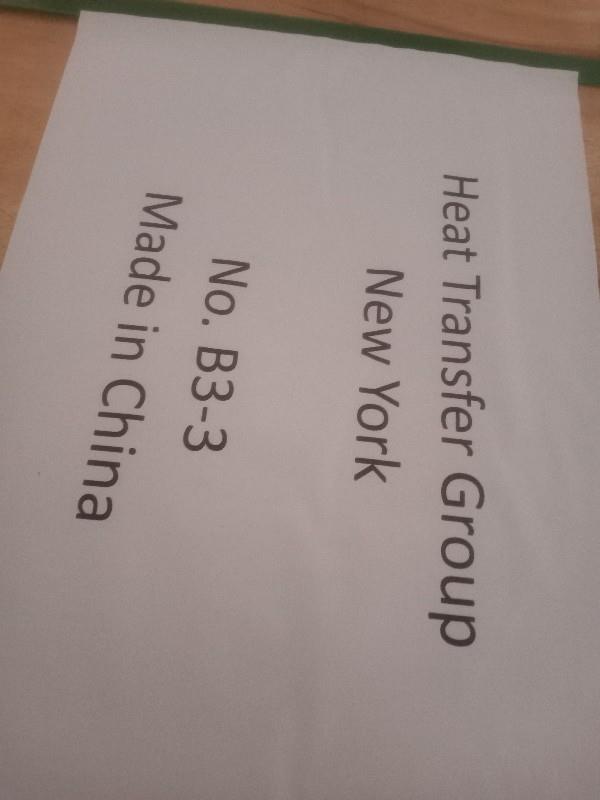 Heat Transfer Group
New York
No. B3-3
Made in China